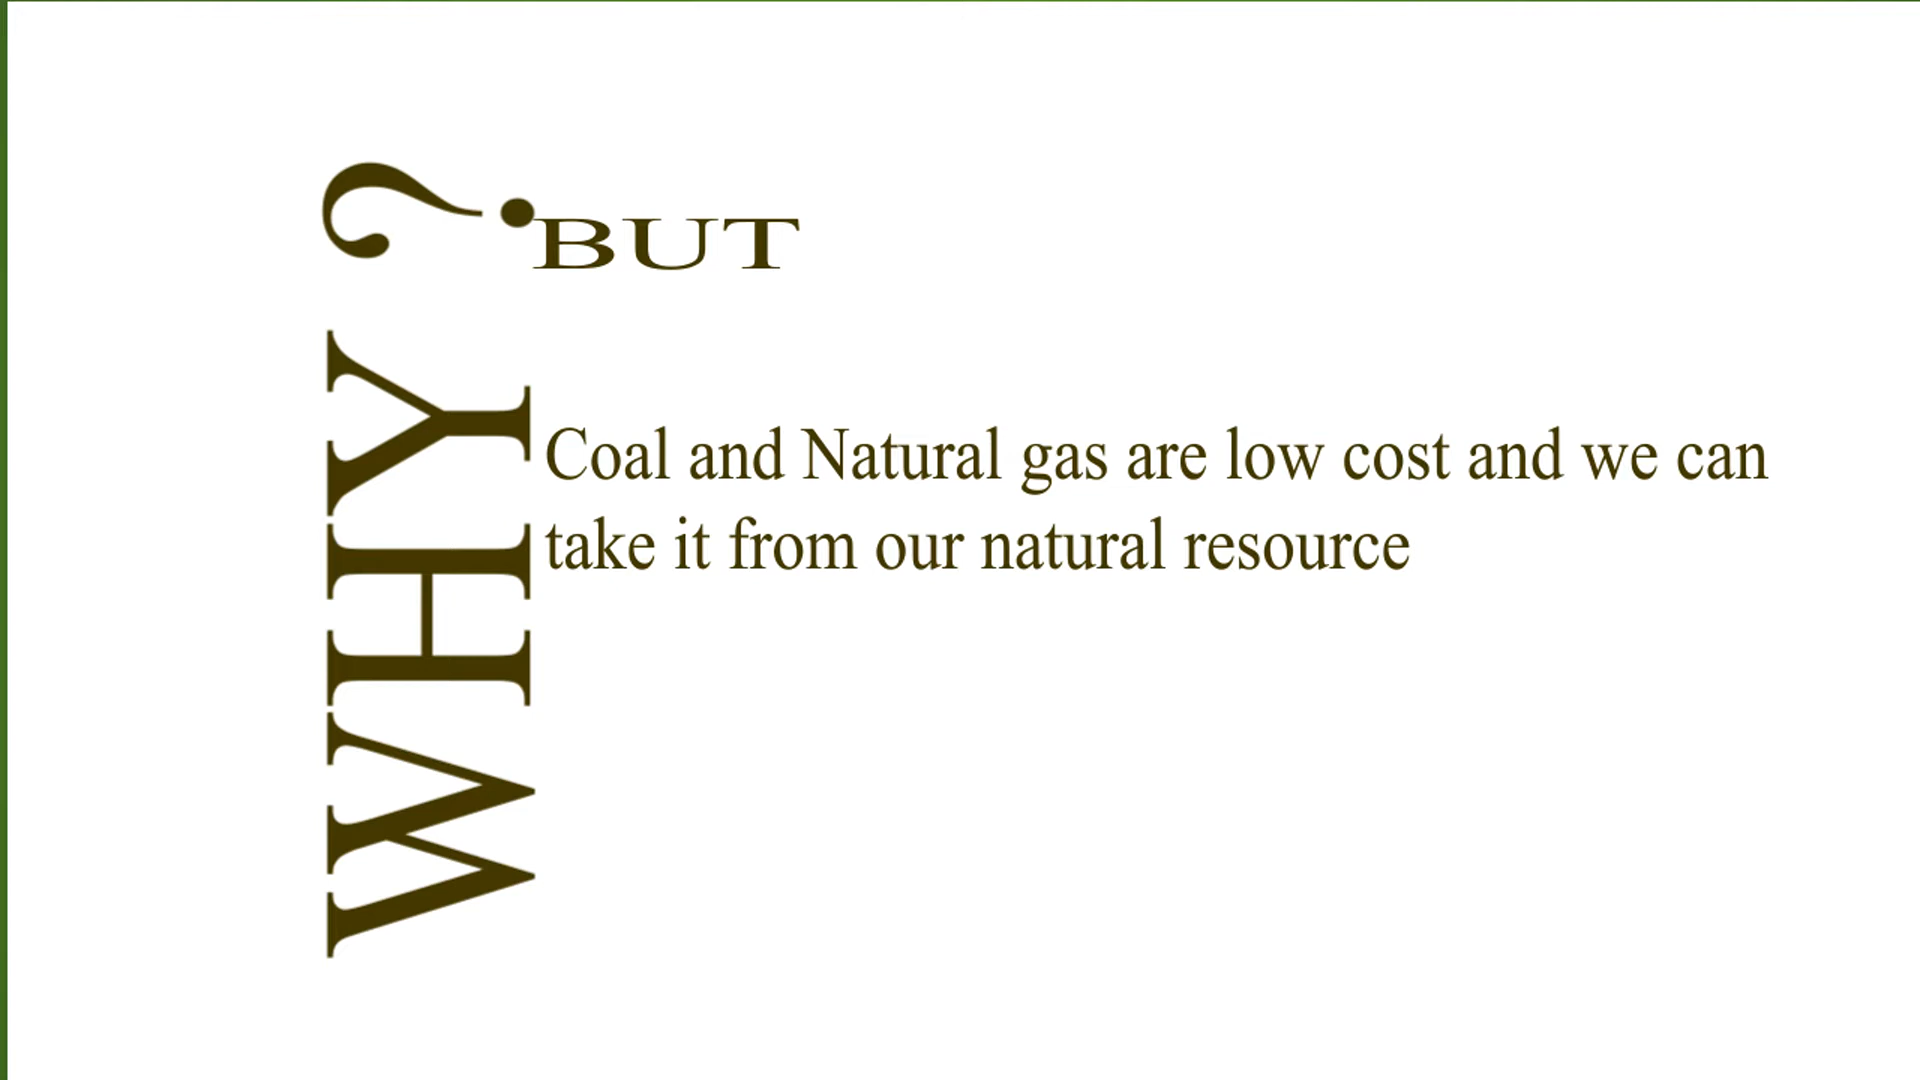 WHY ?
BUT
Coal and Natural gas are low cost and we can
take it from our natural resource